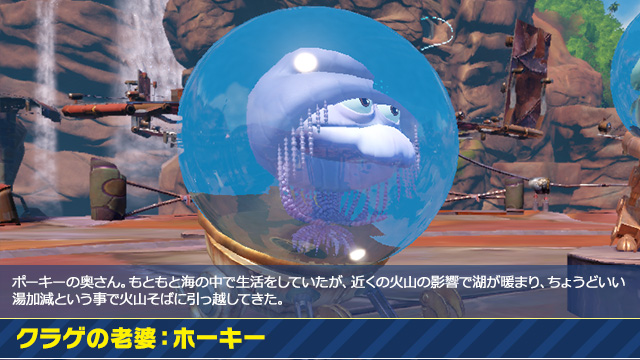 ポーキーの奥さん。もともと海の中で生活をしていたが、近くの火山の影響で湖が暖まり、ちょうどいい
湯加減という事で火山そばに引っ越してきた。
クラゲの老婆：ホーキー